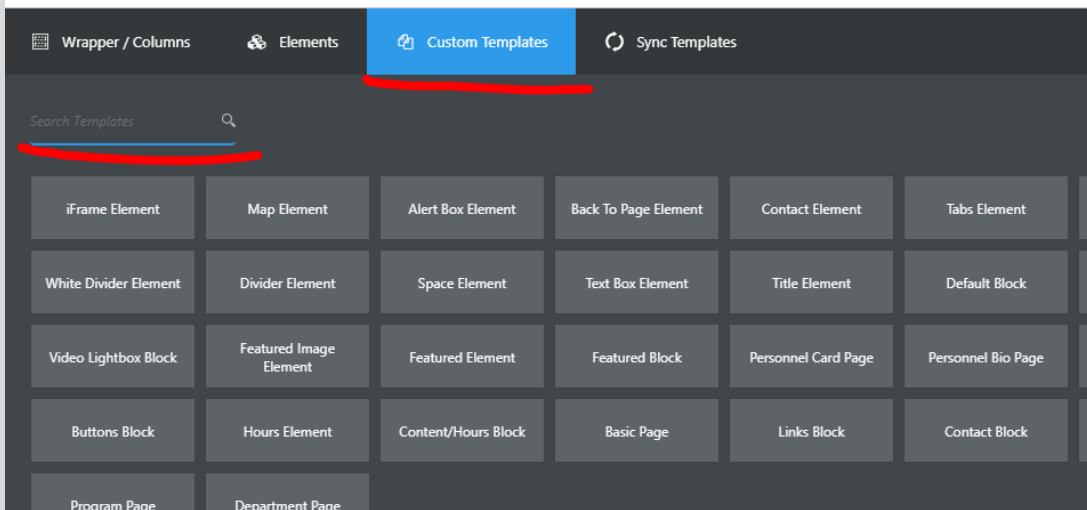 Wrapper / Columns
Elements
Custom Templates
Sync Templates
Search Templates
iFrame Element
Map Element
Alert Box Element
Back To Page Element
Contact Element
Tabs Element
White Divider Element
Divider Element
Space Element
Text Box Element
Title Element
Default Block
Video Lightbox Block
Featured Image
Element
Featured Element
Featured Block
Personnel Card Page
Personnel Bio Page
Buttons Block
Hours Element
Content/Hours Block
Basic Page
Links Block
Contact Block
Program Page
Department Page